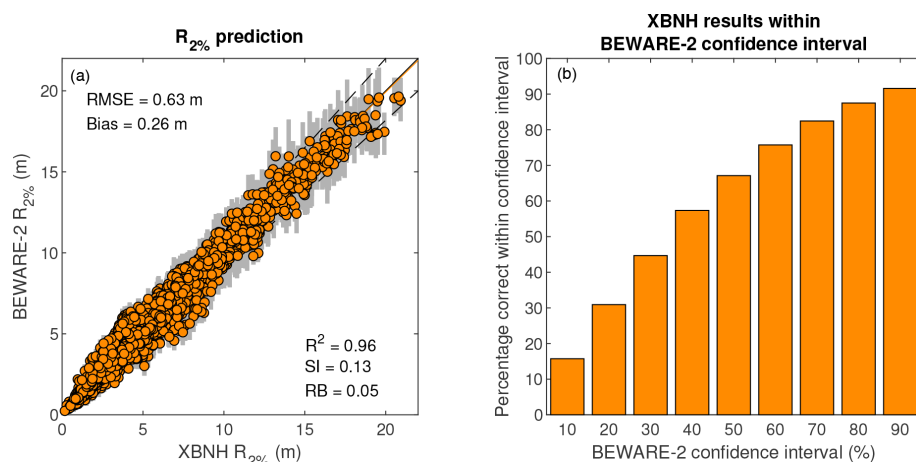 R2% prediction
(a)
RMSE = 0.63 m
Bias = 0.26 m
R2 = 0.96
SI = 0.13
RB = 0.05
20
15
10
5
0
BEWARE-2 R2% (m)
0 5 10 15 20
XBNH R2% (m)
XBNH results within
BEWARE-2 confidence interval
(b)
100
90
80
70
60
50
40
30
20
10
0
Percentage correct within confidence interval
10 20 30 40 50 60 70 80 90
BEWARE-2 confidence interval (%)